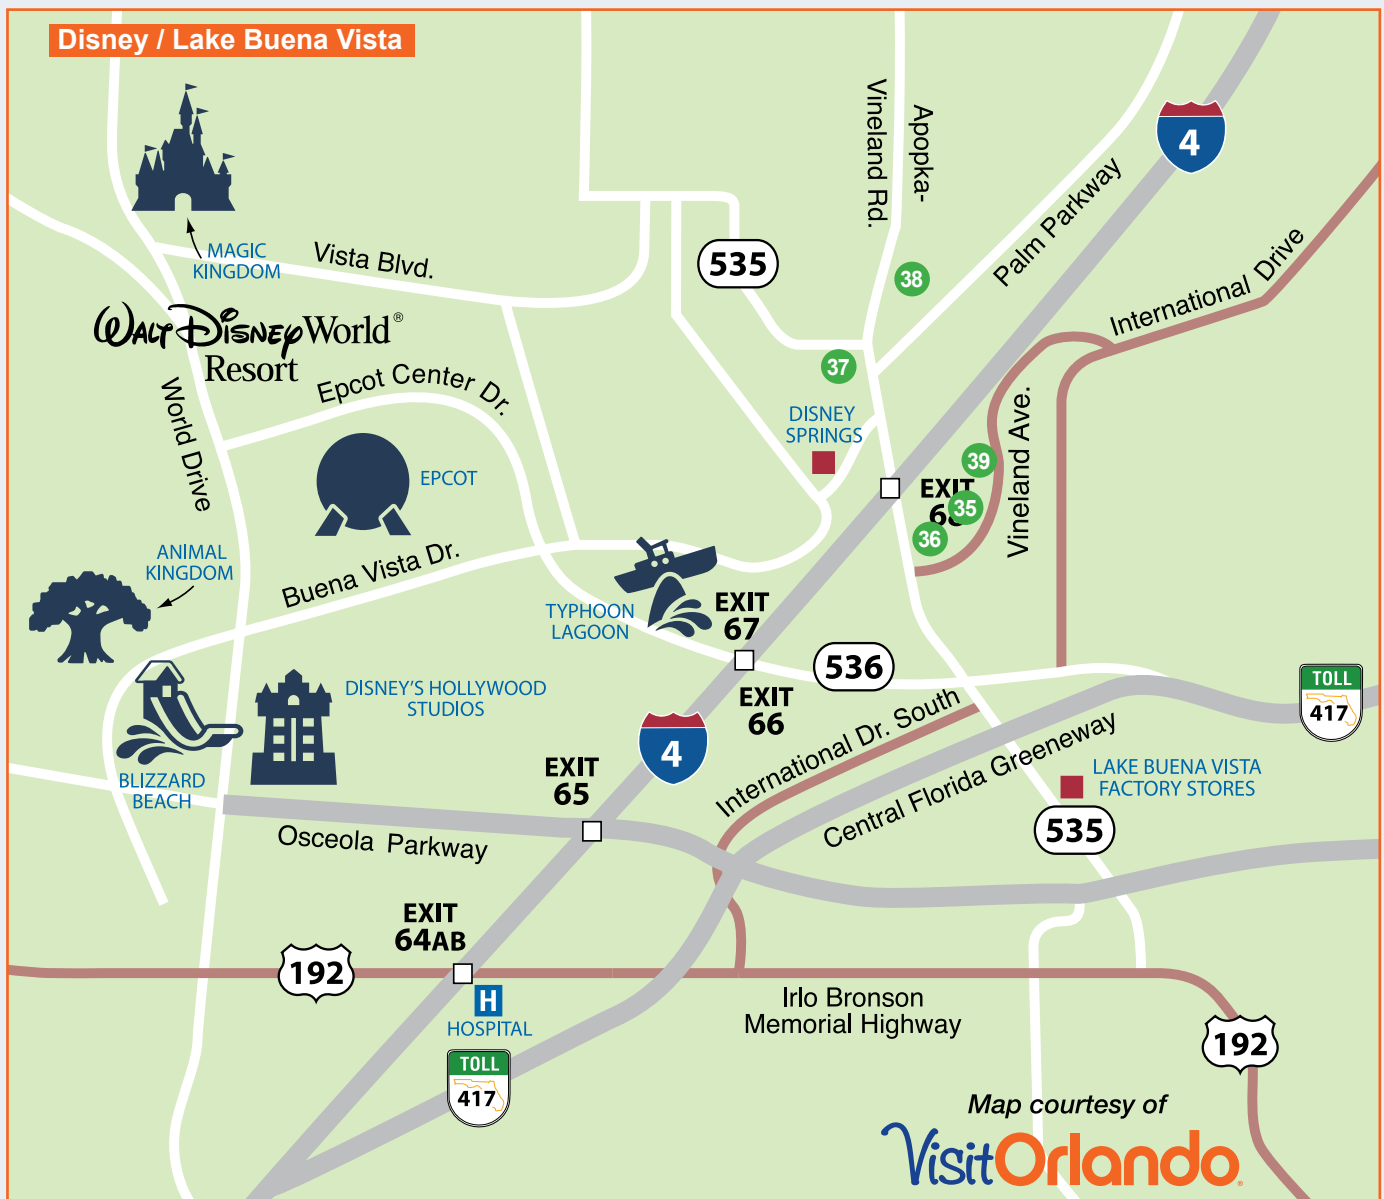 Disney / Lake Buena Vista
4
Apopka-
Vineland Rd.
Palm Parkway
MAGIC
KINGDOM
Vista Blvd.
535
38
International Drive
WALT DISNEY World®
Resort
37
Epcot Center Dr.
World Drive
DISNEY
SPRINGS
Vineland Ave.
EPCOT
39
EXIT
68
35
36
ANIMAL
KINGDOM
Buena Vista Dr.
TYPHOON
LAGOON
EXIT
67
536
EXIT
66
TOLL
417
DISNEY'S HOLLYWOOD
STUDIOS
International Dr. South
4
Central Florida Greeneway
BLIZZARD
BEACH
EXIT
65
LAKE BUENA VISTA
FACTORY STORES
535
Osceola Parkway
EXIT
64AB
192
H
HOSPITAL
Irlo Bronson
Memorial Highway
192
TOLL
417
Map courtesy of
VisitOrlando